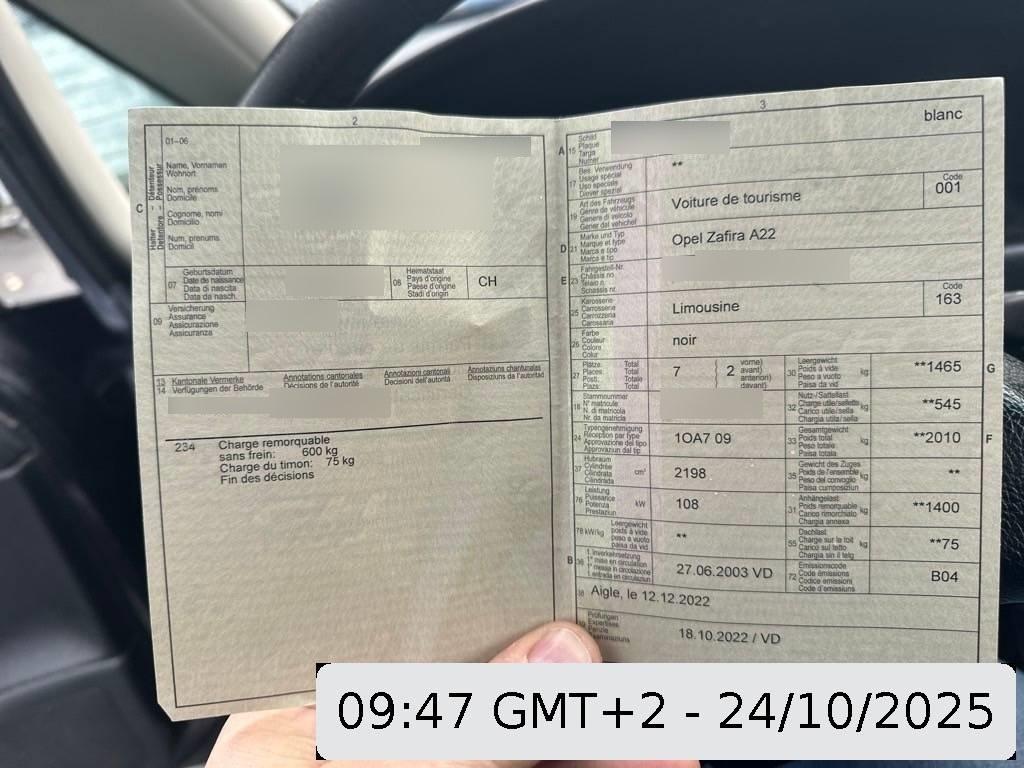 2
01-06
Halter
Détenteur
Detentore
Possessur
C
Name, Vornamen
Wohnort
Nom, prénoms
Domicile
Cognome, nomi
Domicilio
Num, prenums
Domicil
07
Geburtsdatum
Date de naissance
Data di nascita
Data da nasch.
08
Heimatstaat
Pays d'origine
Paese d'origine
Stadi d'origin
CH
09
Versicherung
Assurance
Assicurazione
Assicuranza
13 Kantonale Vermerke Annotations cantonales Annotazioni cantonali Annotaziuns chantunalas
14 Verfügungen der Behörde Décisions de l'autorité Decisioni dell'autorità Disposiziuns da l'autoritad
234 Charge remorquable
sans frein: 600 kg
Charge du timon: 75 kg
Fin des décisions
3
A 15
Schild
Plaque
Targa
Numer
blanc
17
Bes. Verwendung
Usage spécial
Uso speciale
Diever spezial
**
19
Art des Fahrzeugs
Genre de véhicule
Genere di veicolo
Gener dal vehichel
Voiture de tourisme
Code
001
D 21
Marke und Typ
Marque et type
Marca e tipo
Marca e tip
Opel Zafira A22
E 23
Fahrgestell-Nr.
Châssis no
Telaio n.
Schassis nr.
25
Karosserie
Carrosserie
Carrozzeria
Carossaria
Limousine
Code
163
26
Farbe
Couleur
Colore
Colur
noir
27
Plätze: Total
Places: Total
Posti: Totale
Plazs: Total
7
2
vorne)
avant)
anteriori)
davant)
30
Leergewicht
Poids à vide
Peso a vuoto
Paisa da vid
kg
**1465
G
18
Stammnummer
N° matricule
N. di matricola
Nr. da matricla
32
Nutz-/Sattellast
Charge utile/sellette
Carico utile/sella
Chargia utila/sella
kg
**545
24
Typengenehmigung
Réception par type
Approvazione del tipo
Approvaziun dal tip
1OA7 09
33
Gesamtgewicht
Poids total
Peso totale
Paisa totala
kg
**2010
F
37
Hubraum
Cylindrée
Cilindrata
Cilindrada
cm³
2198
35
Gewicht des Zuges
Poids de l'ensemble
Peso del convoglio
Paisa cumposiziun
kg
**
76
Leistung
Puissance
Potenza
Prestaziun
kW
108
31
Anhängelast
Poids remorquable
Carico rimorchiato
Chargia annexa
kg
**1400
78 kW/kg
Leergewicht
poids à vide
peso a vuoto
paisa da vid
**
55
Dachlast
Charge sur le toit
Carico sul tetto
Chargia sin il tetg
kg
**75
B 36
1. Inverkehrsetzung
1re mise en circulation
1a messa in circolazione
1. entrada en circulaziun
27.06.2003 VD
72
Emissionscode
Code émissions
Codice emissioni
Code d'emissiuns
B04
38 Aigle, le 12.12.2022
39
Prüfungen
Expertises
Perizie
Examinaziuns
18.10.2022 / VD
09:47 GMT+2 - 24/10/2025